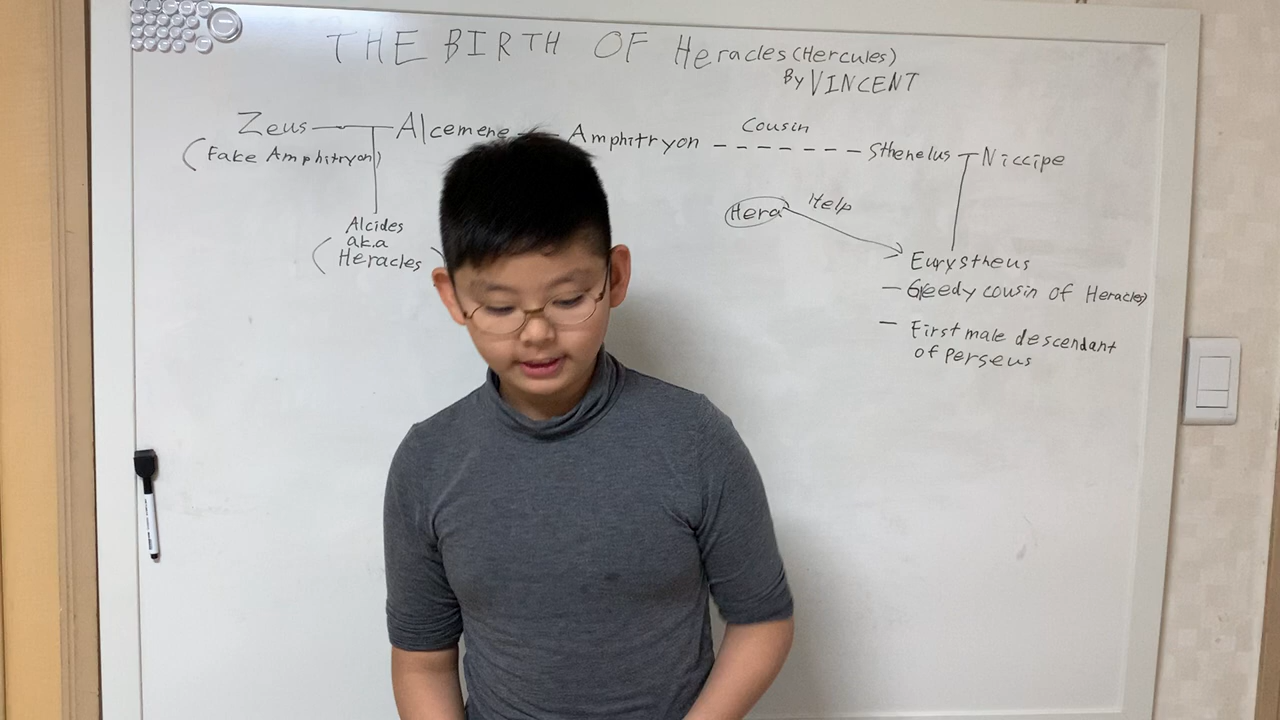 THE BIRTH OF Heracles (Hercules)
By VINCENT
Zeus Alcemene Amphitryon Cousin Sthenelus Niccipe
(Fake Amphitryon)
Hera Help
Alcides
a.k.a
(Heracles)
Eurystheus
- Greedy cousin of Heracles
- First male descendant
of perseus